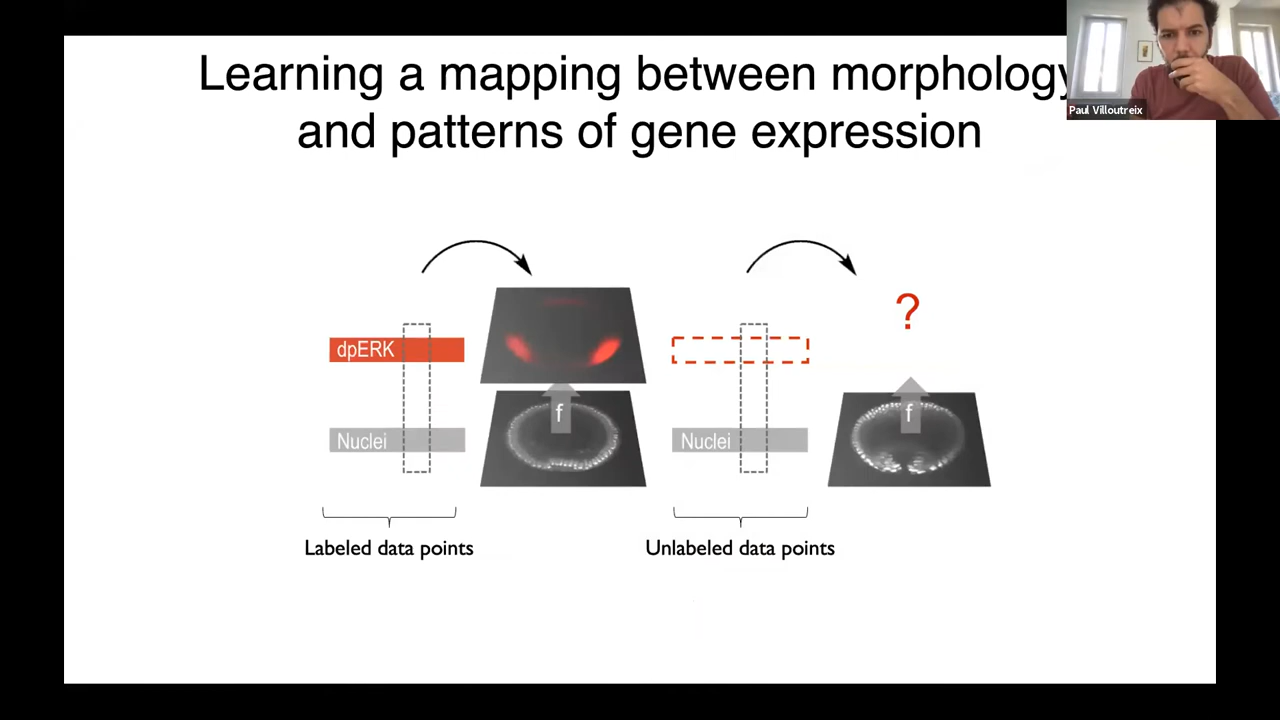 Learning a mapping between morphology
and patterns of gene expression
Paul Villoutreix
dpERK
?
f
f
Nuclei
Nuclei
Labeled data points
Unlabeled data points